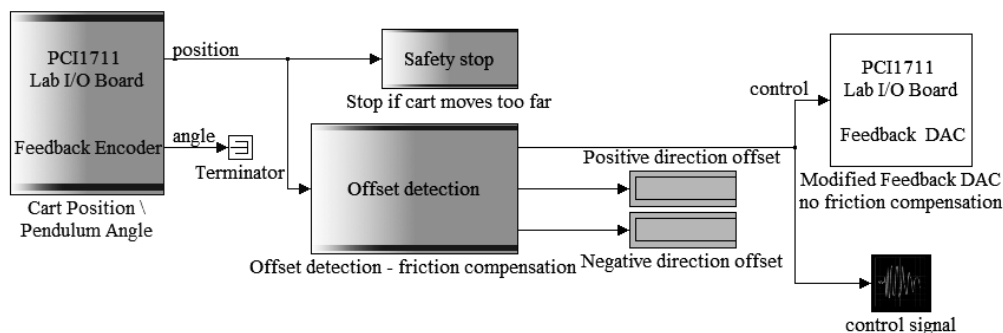 PCI1711
Lab I/O Board
Feedback Encoder
Cart Position \
Pendulum Angle
position
angle
Terminator
Safety stop
Stop if cart moves too far
Offset detection
Offset detection - friction compensation
Positive direction offset
Negative direction offset
control
PCI1711
Lab I/O Board
Feedback DAC
Modified Feedback DAC
no friction compensation
control signal